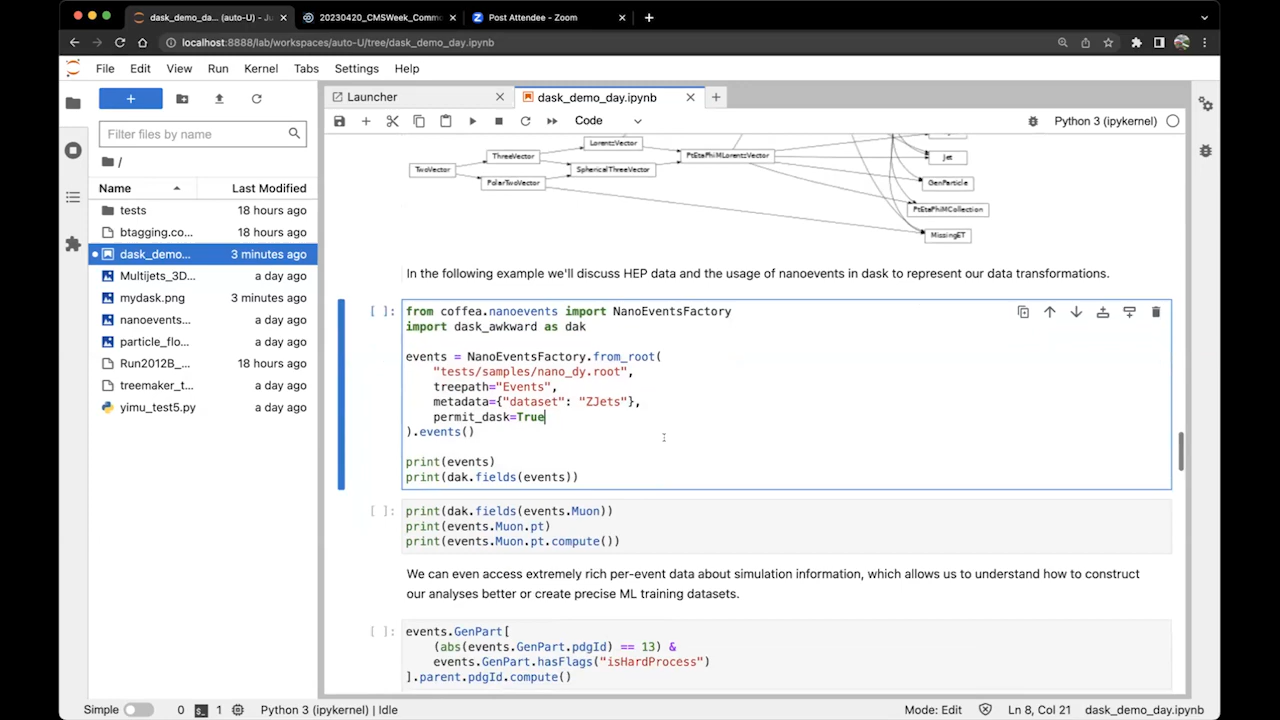 dask_demo_da... (auto-U) - Ju
20230420_CMSWeek_Commo
Post Attendee - Zoom
localhost:8888/lab/workspaces/auto-U/tree/dask_demo_day.ipynb
File Edit View Run Kernel Tabs Settings Help
Launcher
dask_demo_day.ipynb
Code
Python 3 (ipykernel)
Filter files by name
/
Name Last Modified
tests 18 hours ago
btagging.co... 18 hours ago
dask_demo... 3 minutes ago
Multijets_3D... a day ago
mydask.png 3 minutes ago
nanoevents... a day ago
particle_flo... a day ago
Run2012B_... 18 hours ago
treemaker_t... a day ago
yimu_test5.py a day ago
LorentzVector
ThreeVector
PtEtaPhiMLorentzVector
Jet
TwoVector
SphericalThreeVector
PolarTwoVector
GenParticle
PtEtaPhiMCollection
MissingET
In the following example we'll discuss HEP data and the usage of nanoevents in dask to represent our data transformations.
[ ]: from coffea.nanoevents import NanoEventsFactory
import dask_awkward as dak
events = NanoEventsFactory.from_root(
"tests/samples/nano_dy.root",
treepath="Events",
metadata={"dataset": "ZJets"},
permit_dask=True
).events()
print(events)
print(dak.fields(events))
[ ]: print(dak.fields(events.Muon))
print(events.Muon.pt)
print(events.Muon.pt.compute())
We can even access extremely rich per-event data about simulation information, which allows us to understand how to construct
our analyses better or create precise ML training datasets.
[ ]: events.GenPart[
(abs(events.GenPart.pdgId) == 13) &
events.GenPart.hasFlags("isHardProcess")
].parent.pdgId.compute()
Simple 0 1 Python 3 (ipykernel) | Idle Mode: Edit Ln 8, Col 21 dask_demo_day.ipynb